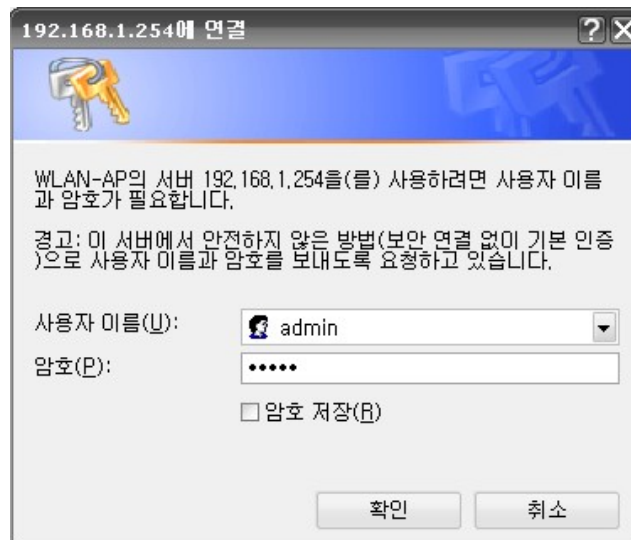 192.168.1.254에 연결
WLAN-AP의 서버 192.168.1.254을(를) 사용하려면 사용자 이름
과 암호가 필요합니다.
경고: 이 서버에서 안전하지 않은 방법(보안 연결 없이 기본 인증
)으로 사용자 이름과 암호를 보내도록 요청하고 있습니다.
사용자 이름(U): admin
암호(P): •••••
암호 저장(R)
확인 취소